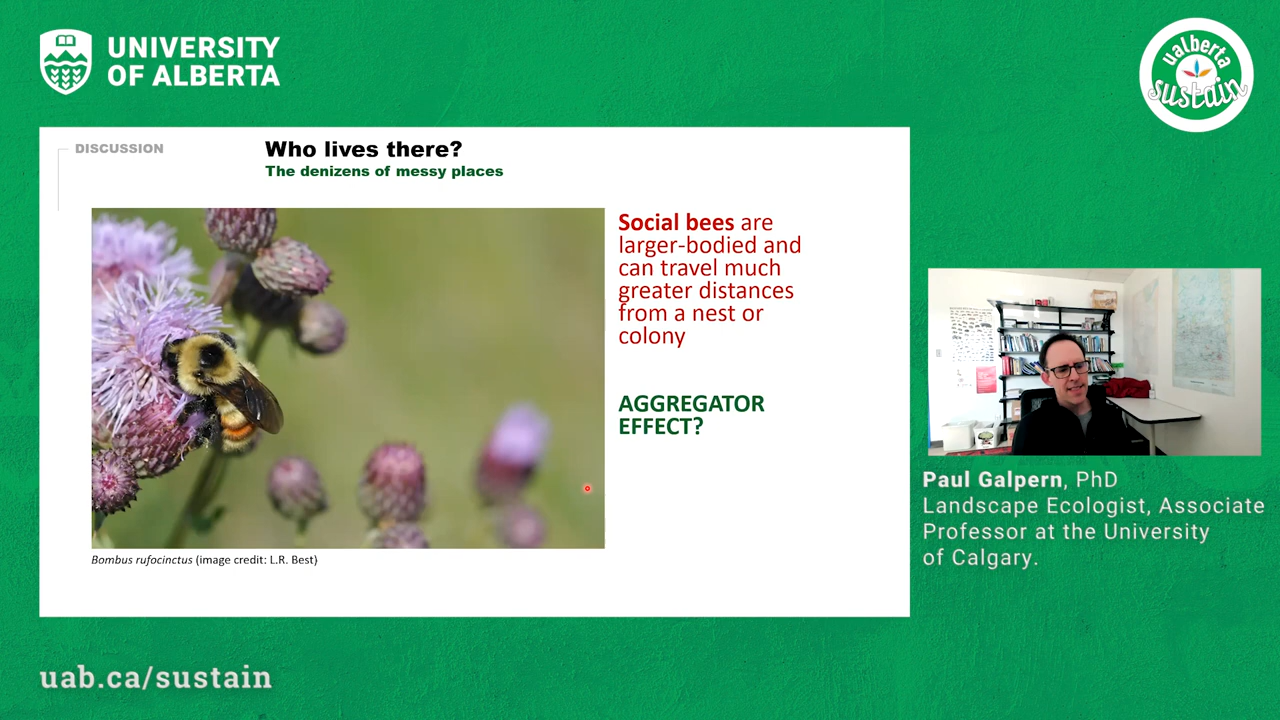 UNIVERSITY
OF ALBERTA
ualberta
sustain
DISCUSSION
Who lives there?
The denizens of messy places
Social bees are
larger-bodied and
can travel much
greater distances
from a nest or
colony
AGGREGATOR
EFFECT?
Bombus rufocinctus (image credit: L.R. Best)
Paul Galpern, PhD
Landscape Ecologist, Associate
Professor at the University
of Calgary.
uab.ca/sustain